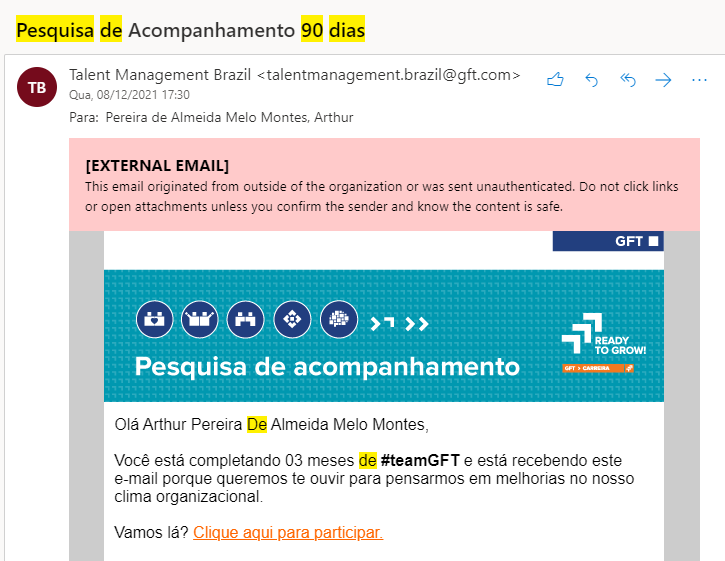 Pesquisa de Acompanhamento 90 dias
TB
Talent Management Brazil <talentmanagement.brazil@gft.com>
Qua, 08/12/2021 17:30
Para: Pereira de Almeida Melo Montes, Arthur
[EXTERNAL EMAIL]
This email originated from outside of the organization or was sent unauthenticated. Do not click links
or open attachments unless you confirm the sender and know the content is safe.
GFT
READY
TO GROW!
GFT > CARREIRA
Pesquisa de acompanhamento
Olá Arthur Pereira De Almeida Melo Montes,
Você está completando 03 meses de #teamGFT e está recebendo este
e-mail porque queremos te ouvir para pensarmos em melhorias no nosso
clima organizacional.
Vamos lá? Clique aqui para participar.